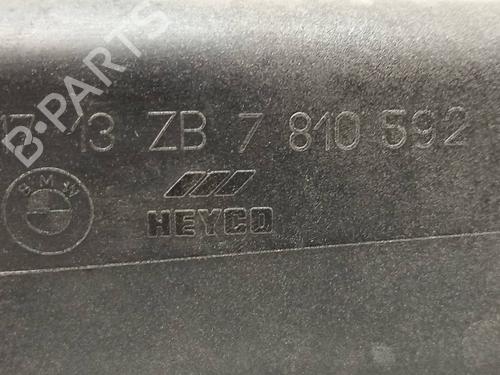 17 13 ZB 7 810 592
BMW
HEYCO
B-PARTS